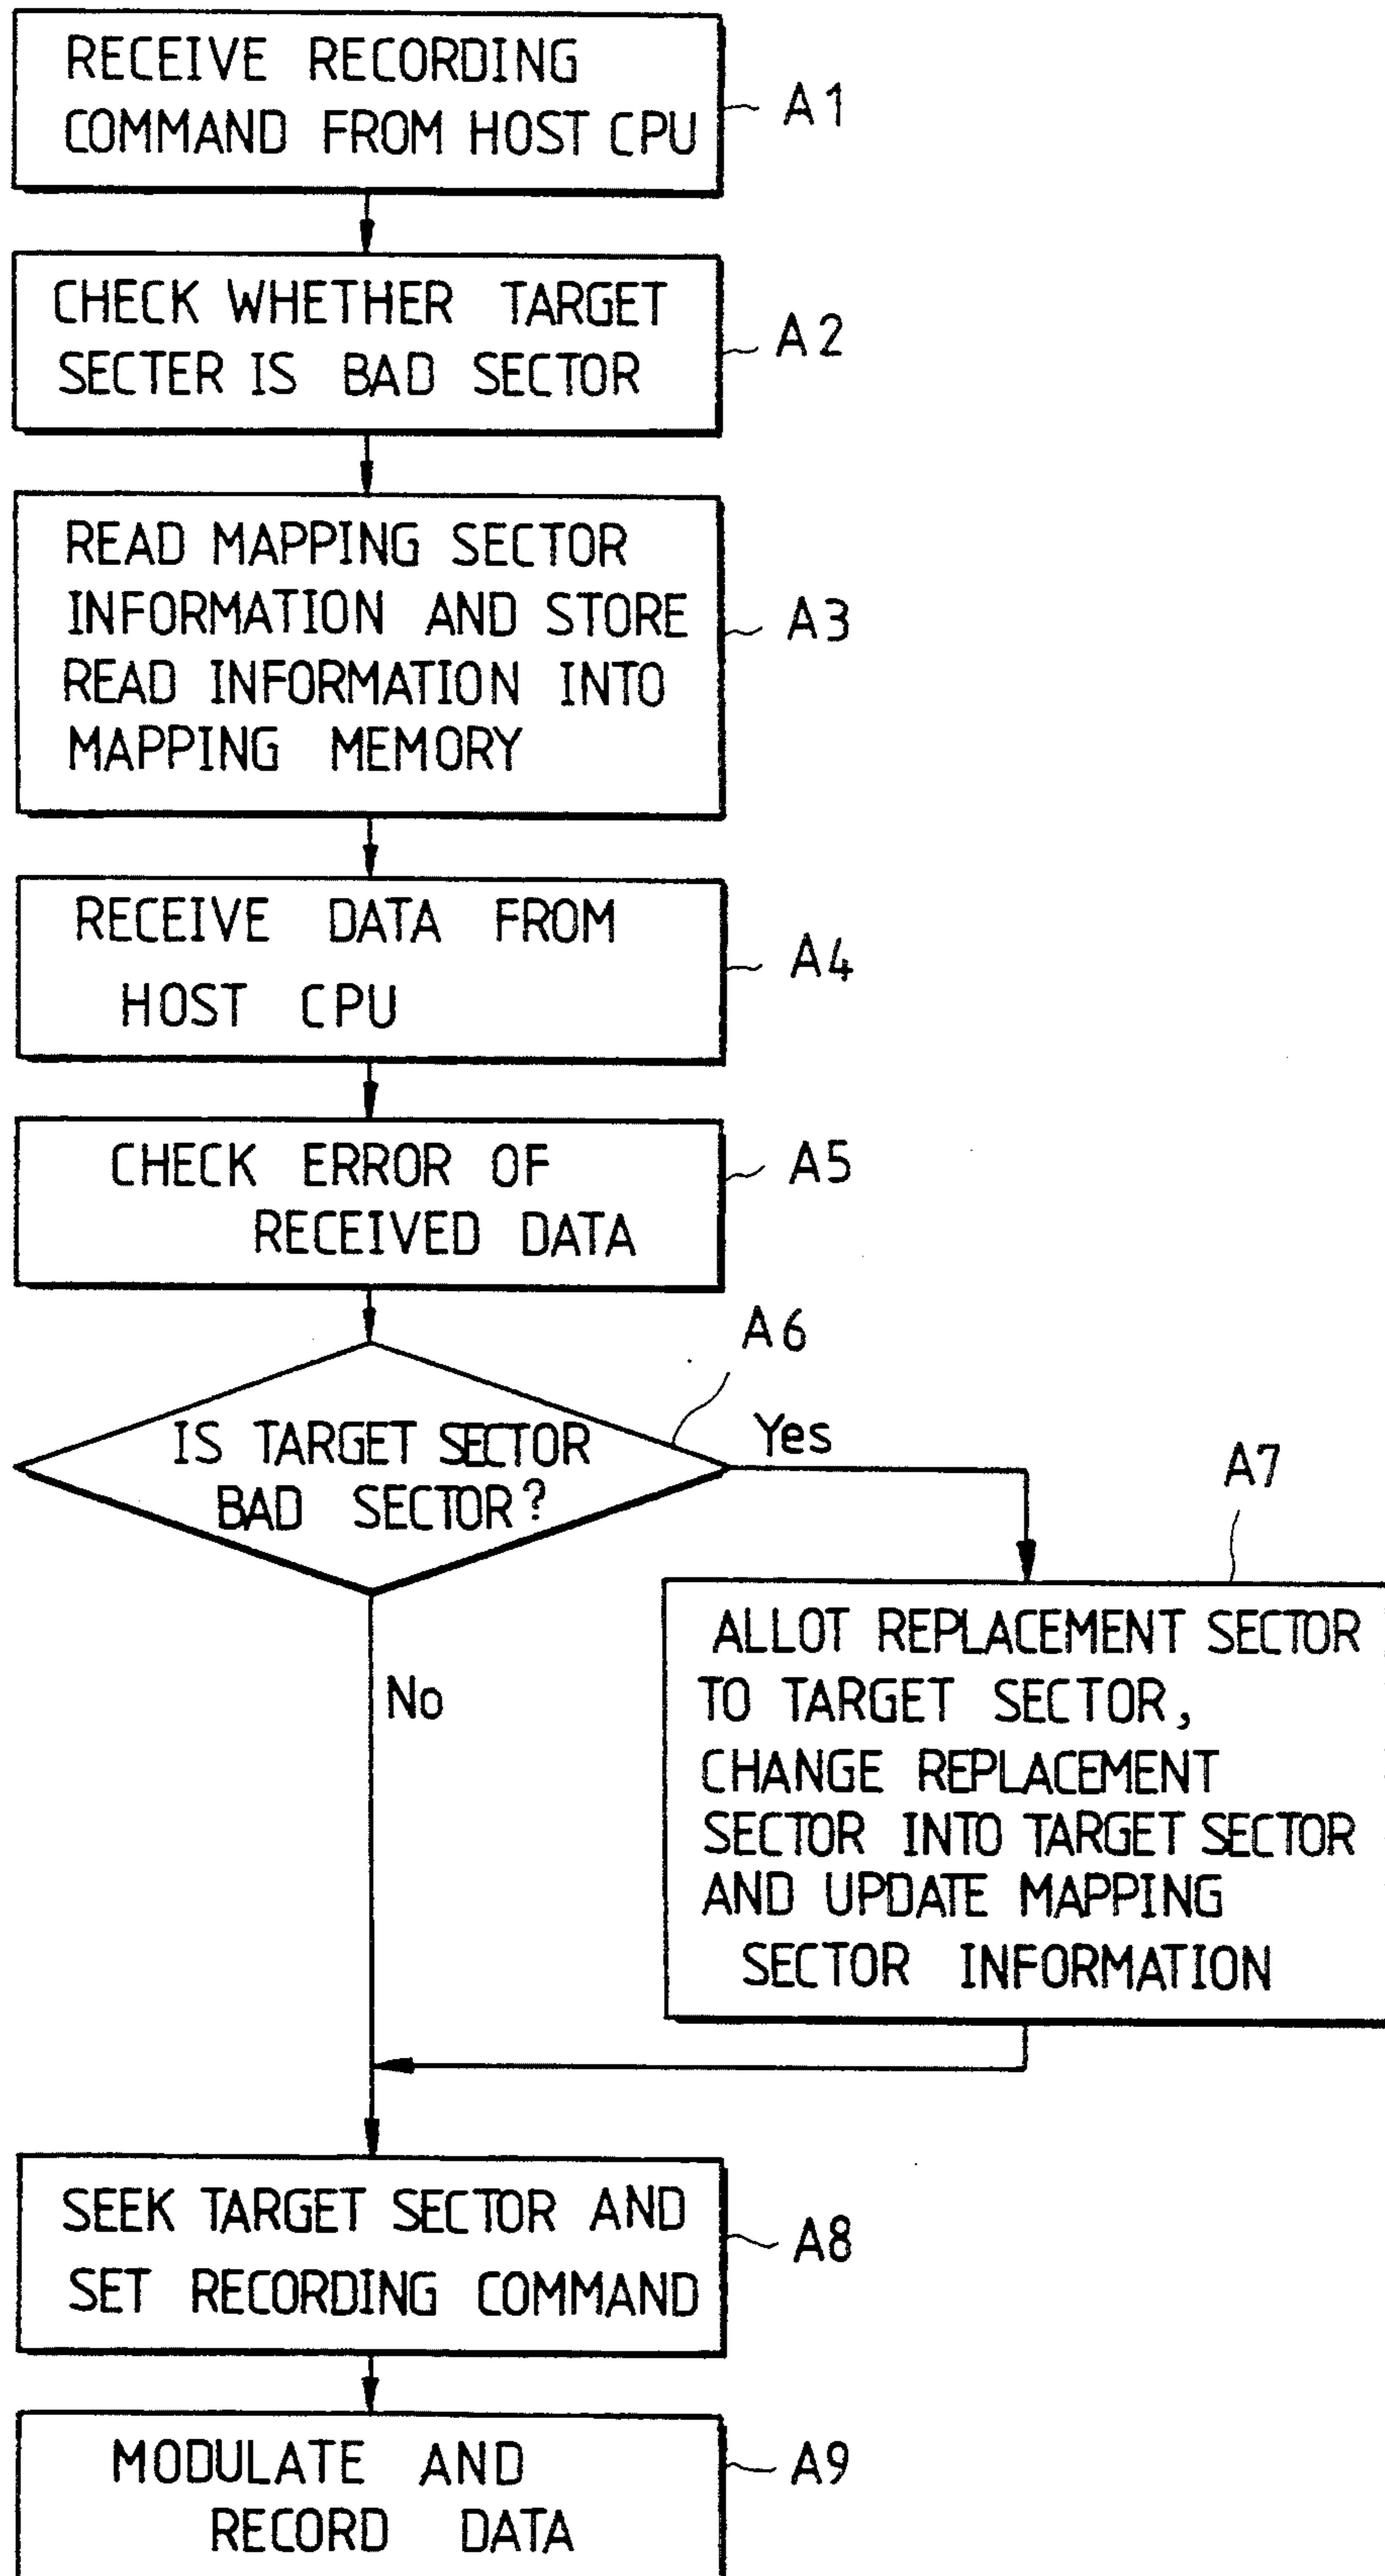 RECEIVE RECORDING
COMMAND FROM HOST CPU
A1
CHECK WHETHER TARGET
SECTER IS BAD SECTOR
A2
READ MAPPING SECTOR
INFORMATION AND STORE
READ INFORMATION INTO
MAPPING MEMORY
A3
RECEIVE DATA FROM
HOST CPU
A4
CHECK ERROR OF
RECEIVED DATA
A5
A6
IS TARGET SECTOR
BAD SECTOR?
Yes
No
A7
ALLOT REPLACEMENT SECTOR
TO TARGET SECTOR,
CHANGE REPLACEMENT
SECTOR INTO TARGET SECTOR
AND UPDATE MAPPING
SECTOR INFORMATION
SEEK TARGET SECTOR AND
SET RECORDING COMMAND
A8
MODULATE AND
RECORD DATA
A9